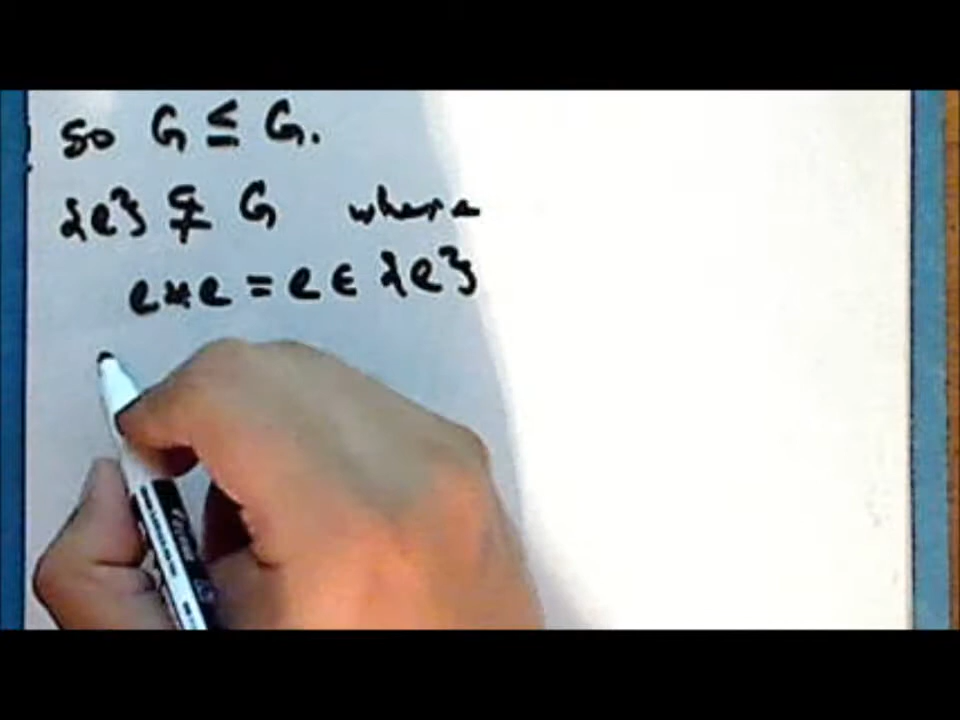 So G ≤ G.
{e} ⊊ G where
e * e = e ∈ {e}